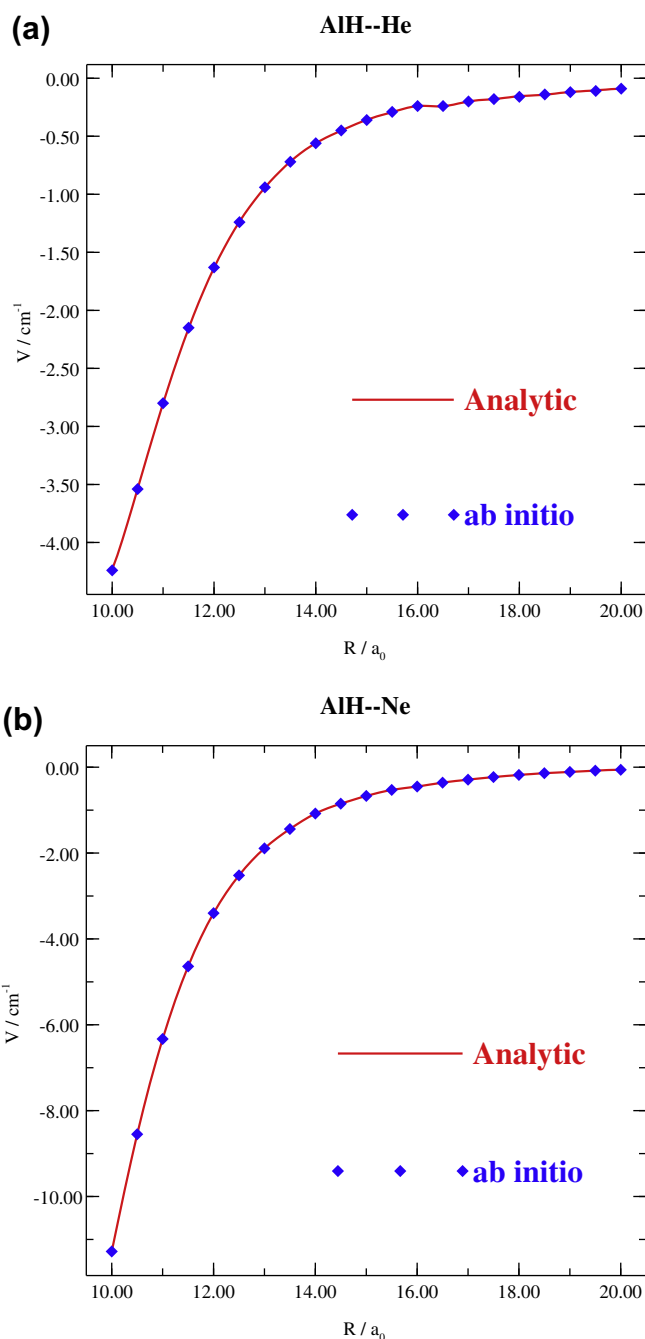 (a)
AlH--He
0.00
-0.50
-1.00
-1.50
-2.00
-2.50
-3.00
-3.50
-4.00
V / cm-1
Analytic
ab initio
10.00 12.00 14.00 16.00 18.00 20.00
R / a0
(b)
AlH--Ne
0.00
-2.00
-4.00
-6.00
-8.00
-10.00
V / cm-1
Analytic
ab initio
10.00 12.00 14.00 16.00 18.00 20.00
R / a0